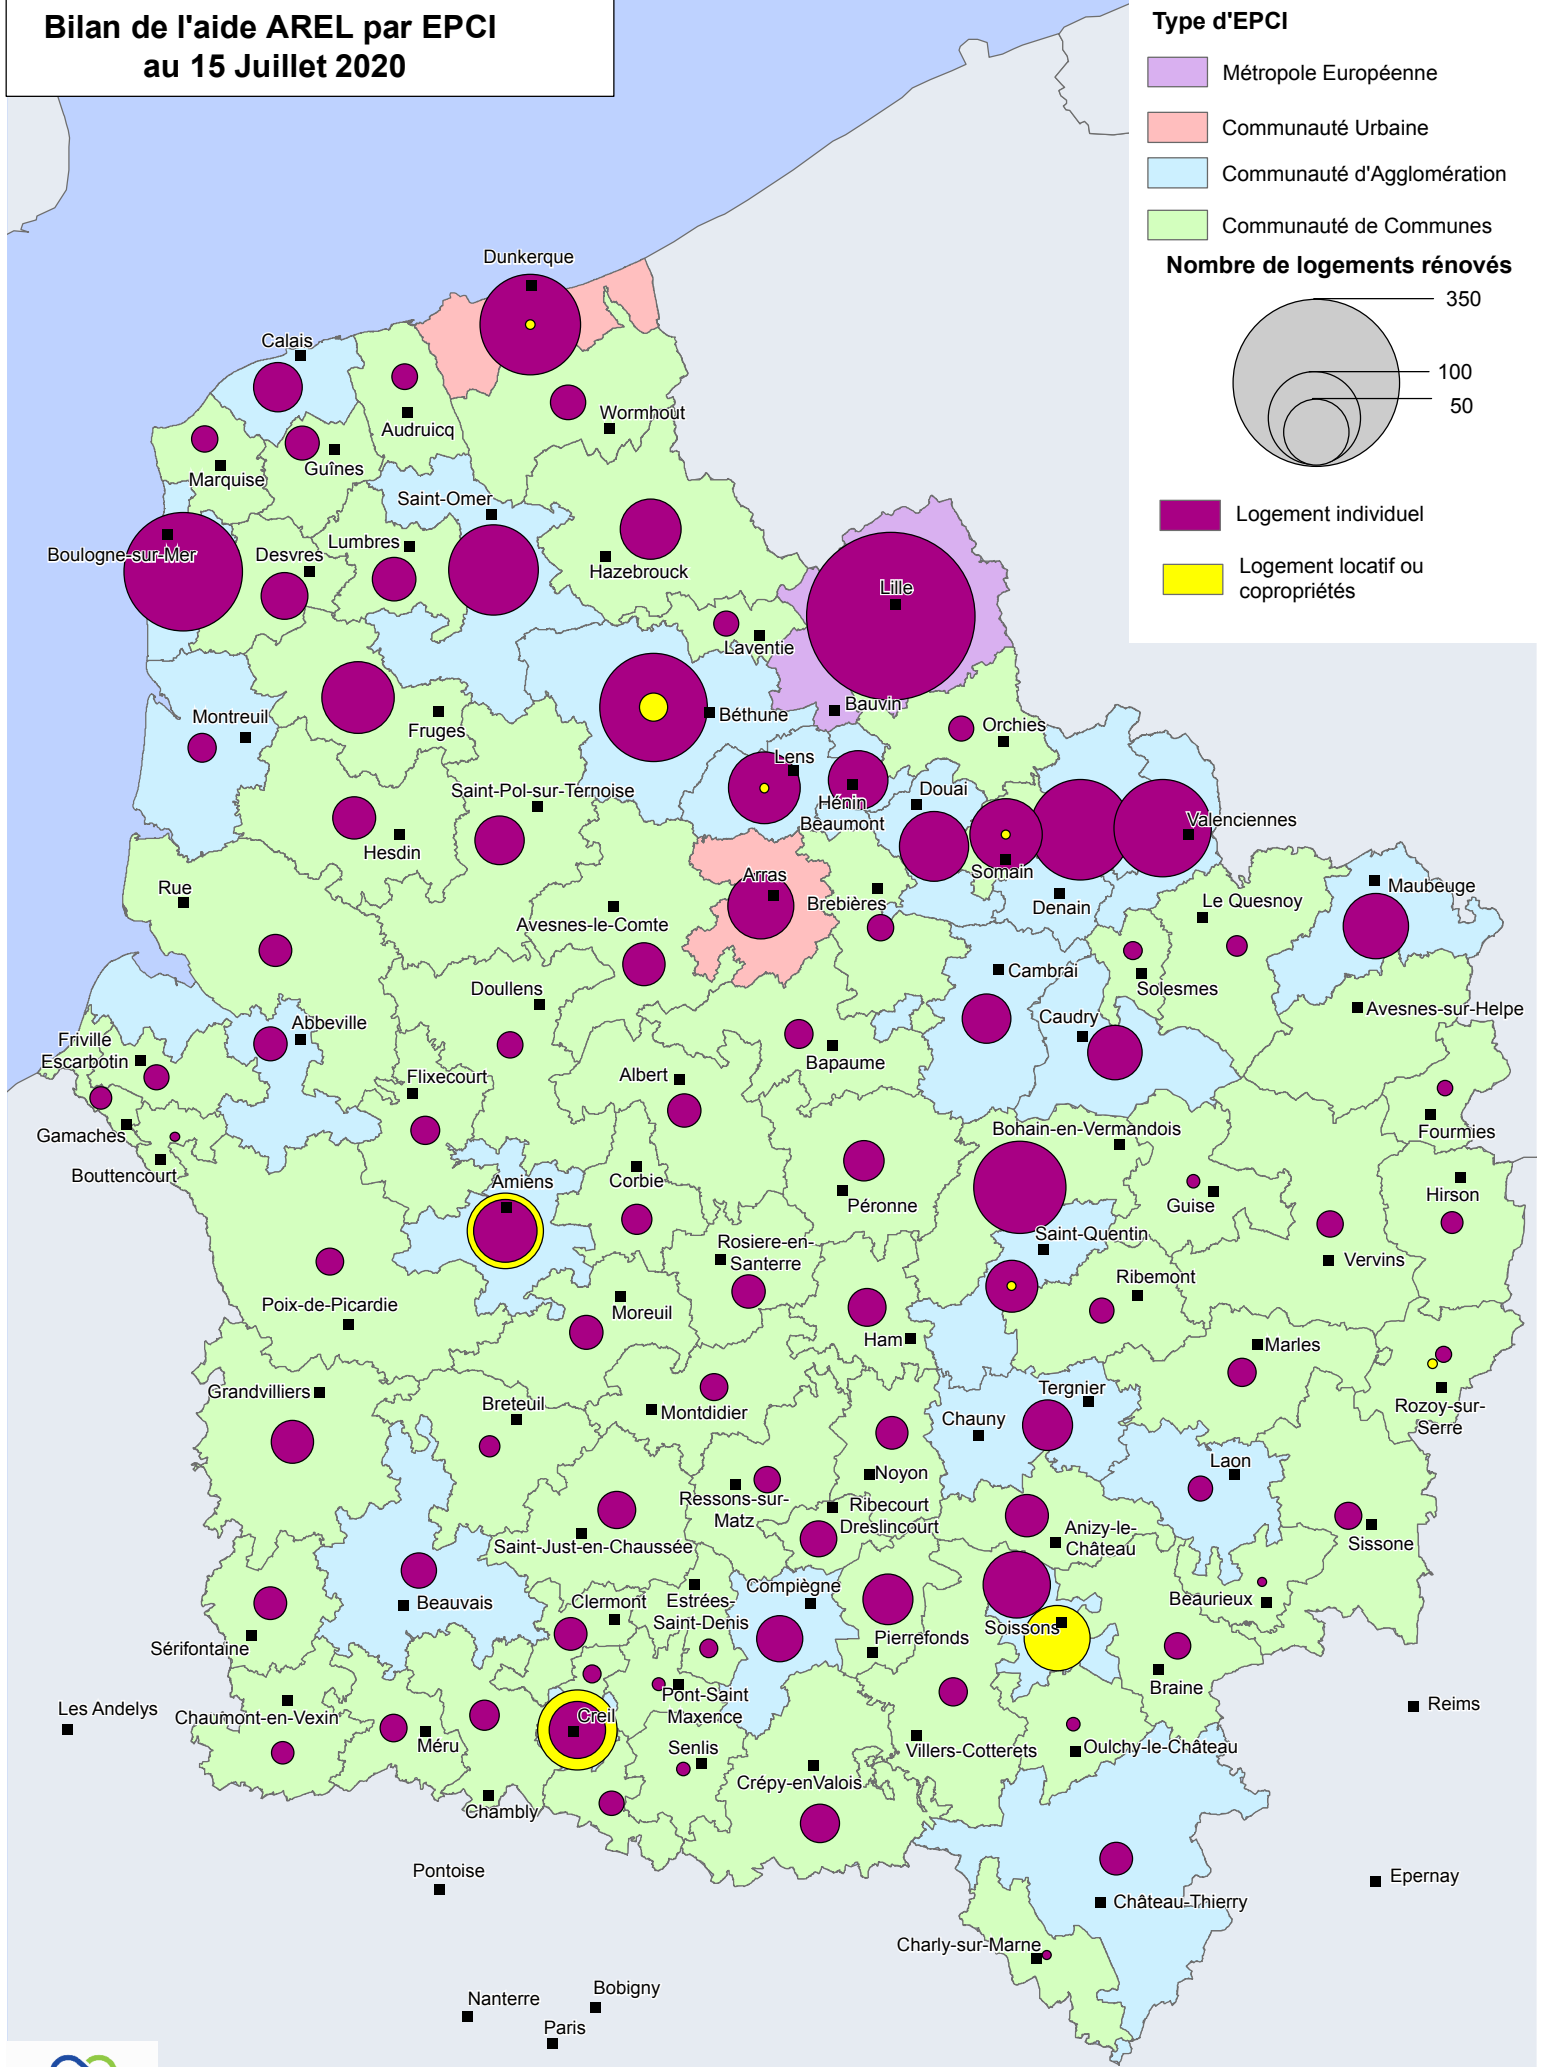 Bilan de l'aide AREL par EPCI
au 15 Juillet 2020
Type d'EPCI
Métropole Européenne
Communauté Urbaine
Communauté d'Agglomération
Communauté de Communes
Nombre de logements rénovés
350
100
50
Logement individuel
Logement locatif ou
copropriétés
Dunkerque
Calais
Wormhout
Audruicq
Guînes
Marquise
Saint-Omer
Lumbres
Boulogne-sur-Mer
Desvres
Hazebrouck
Lille
Laventie
Bauvin
Montreuil
Fruges
Béthune
Orchies
Lens
Saint-Pol-sur-Ternoise
Hénin
Beaumont
Douai
Valenciennes
Hesdin
Somain
Arras
Rue
Brebières
Denain
Le Quesnoy
Maubeuge
Avesnes-le-Comte
Cambrai
Solesmes
Doullens
Avesnes-sur-Helpe
Caudry
Abbeville
Friville
Escarbotin
Bapaume
Flixecourt
Albert
Gamaches
Bohain-en-Vermandois
Fourmies
Bouttencourt
Amiens
Corbie
Péronne
Guise
Hirson
Saint-Quentin
Rosiere-en-
Santerre
Vervins
Ribemont
Poix-de-Picardie
Moreuil
Ham
Marles
Grandvilliers
Breteuil
Montdidier
Tergnier
Chauny
Rozoy-sur-
Serre
Laon
Noyon
Ressons-sur-
Matz
Ribecourt
Dreslincourt
Anizy-le-
Château
Sissone
Saint-Just-en-Chaussée
Compiègne
Estrées-
Saint-Denis
Clermont
Beauvais
Beaurieux
Soissons
Pierrefonds
Sérifontaine
Braine
Pont-Saint
Maxence
Les Andelys
Chaumont-en-Vexin
Creil
Reims
Méru
Senlis
Villers-Cotterets
Oulchy-le-Château
Crépy-enValois
Chambly
Pontoise
Epernay
Château-Thierry
Charly-sur-Marne
Bobigny
Nanterre
Paris